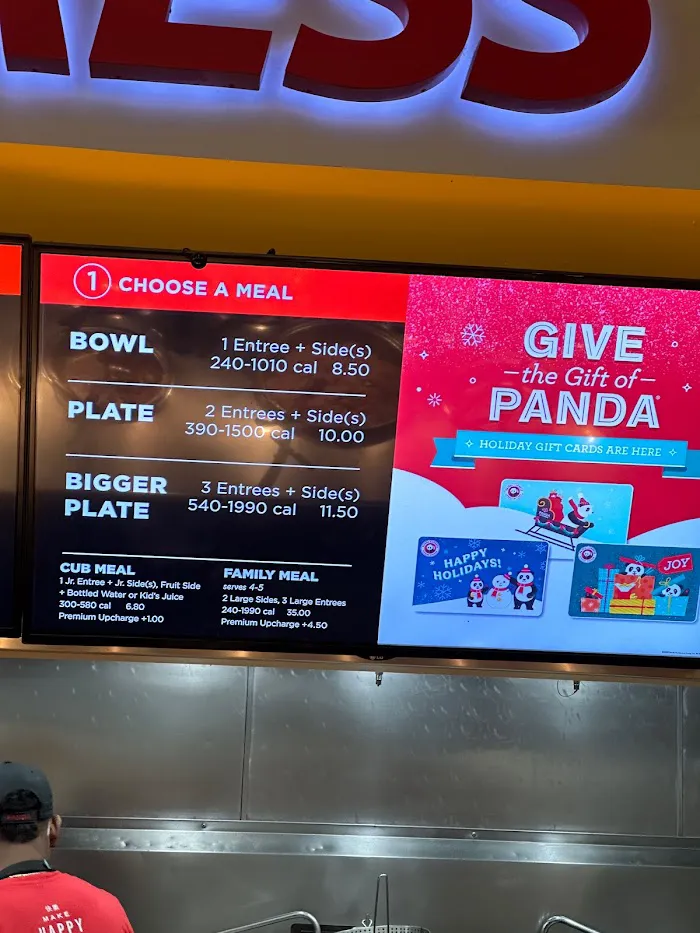 1 CHOOSE A MEAL
BOWL
1 Entree + Side(s)
240-1010 cal 8.50
PLATE
2 Entrees + Side(s)
390-1500 cal 10.00
BIGGER
PLATE
3 Entrees + Side(s)
540-1990 cal 11.50
CUB MEAL
1 Jr. Entree + Jr. Side(s), Fruit Side
+ Bottled Water or Kid's Juice
300-580 cal 6.80
Premium Upcharge +1.00
FAMILY MEAL
serves 4-5
2 Large Sides, 3 Large Entrees
240-1990 cal 35.00
Premium Upcharge +4.50
GIVE
the Gift of
PANDA
HOLIDAY GIFT CARDS ARE HERE
HAPPY
HOLIDAYS!
JOY
MAKE
HAPPY